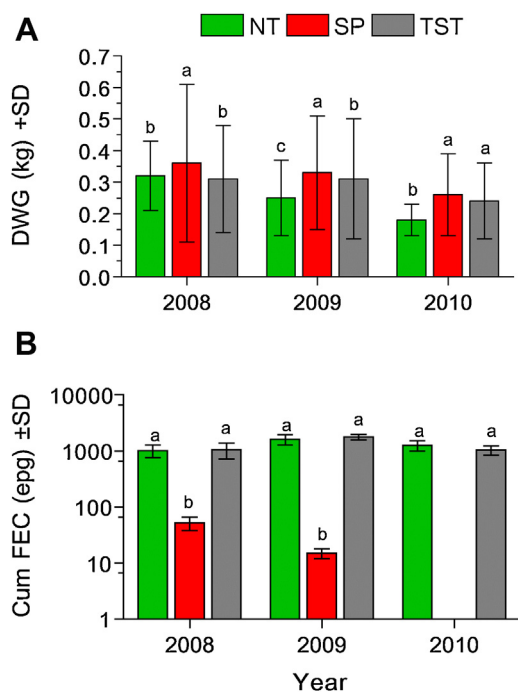 A
NT SP TST
DWG (kg) +SD
0.7
0.6
0.5
0.4
0.3
0.2
0.1
0.0
b a b c a b b a a
2008 2009 2010
B
Cum FEC (epg) ±SD
10000
1000
100
10
1
a b a a b a a a
2008 2009 2010
Year